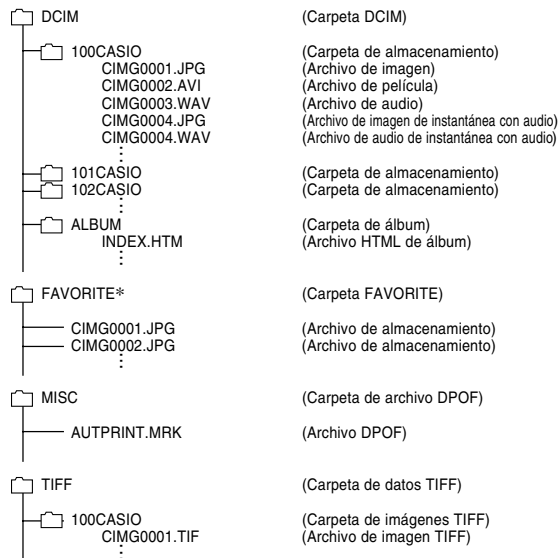 DCIM (Carpeta DCIM)
100CASIO (Carpeta de almacenamiento)
CIMG0001.JPG (Archivo de imagen)
CIMG0002.AVI (Archivo de película)
CIMG0003.WAV (Archivo de audio)
CIMG0004.JPG (Archivo de imagen de instantánea con audio)
CIMG0004.WAV (Archivo de audio de instantánea con audio)
101CASIO (Carpeta de almacenamiento)
102CASIO (Carpeta de almacenamiento)
ALBUM (Carpeta de álbum)
INDEX.HTM (Archivo HTML de álbum)
FAVORITE* (Carpeta FAVORITE)
CIMG0001.JPG (Archivo de almacenamiento)
CIMG0002.JPG (Archivo de almacenamiento)
MISC (Carpeta de archivo DPOF)
AUTPRINT.MRK (Archivo DPOF)
TIFF (Carpeta de datos TIFF)
100CASIO (Carpeta de imágenes TIFF)
CIMG0001.TIF (Archivo de imagen TIFF)